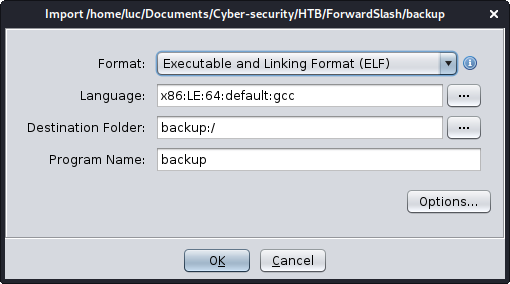 Import /home/luc/Documents/Cyber-security/HTB/ForwardSlash/backup
Format: Executable and Linking Format (ELF)
Language: x86:LE:64:default:gcc ...
Destination Folder: backup:/ ...
Program Name: backup
Options...
OK Cancel